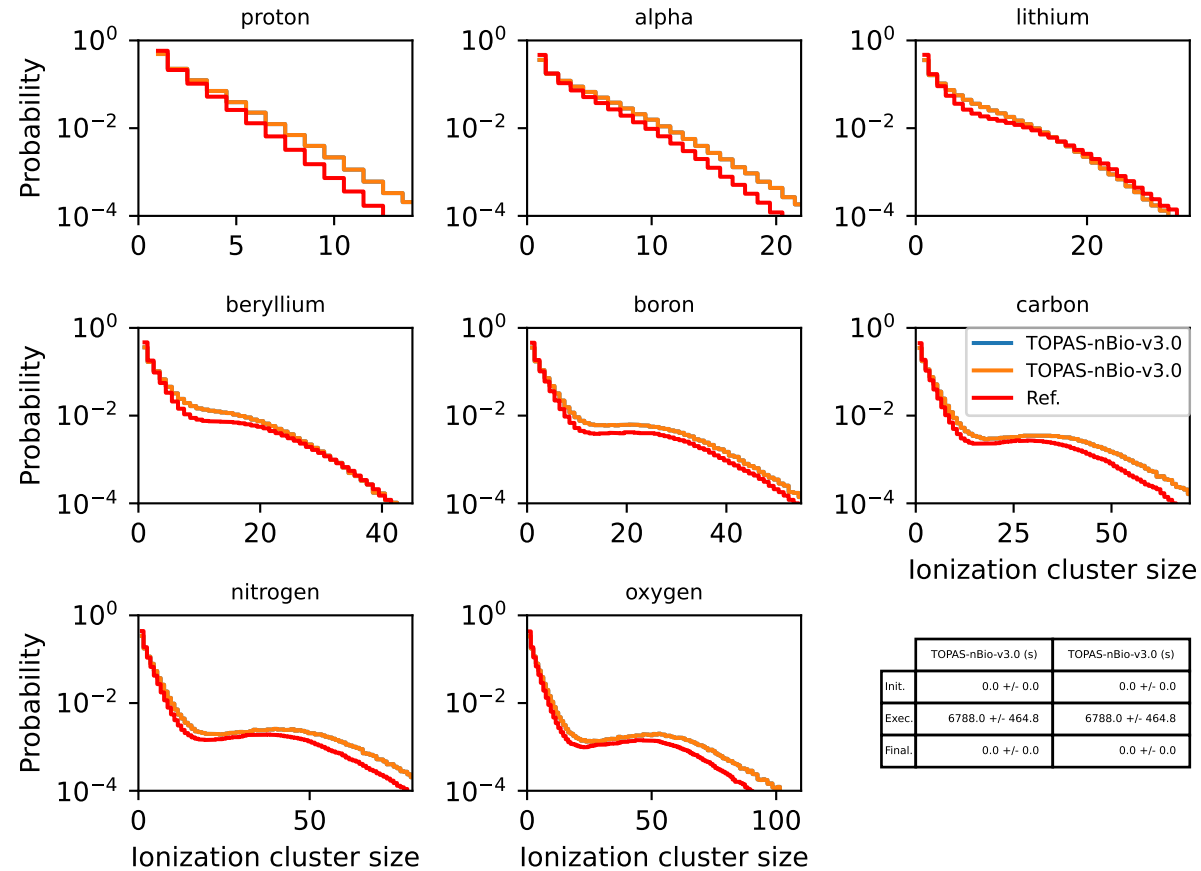 proton
alpha
lithium
Probability
10^0
10^-2
10^-4
0 5 10
10^0
10^-2
10^-4
0 10 20
10^0
10^-2
10^-4
0 20
beryllium
boron
carbon
Probability
10^0
10^-2
10^-4
0 20 40
10^0
10^-2
10^-4
0 20 40
10^0
10^-2
10^-4
0 25 50
TOPAS-nBio-v3.0
TOPAS-nBio-v3.0
Ref.
Ionization cluster size
nitrogen
oxygen
Probability
10^0
10^-2
10^-4
0 50
Ionization cluster size
10^0
10^-2
10^-4
0 50 100
Ionization cluster size
TOPAS-nBio-v3.0 (s) TOPAS-nBio-v3.0 (s)
Init. 0.0 +/- 0.0 0.0 +/- 0.0
Exec. 6788.0 +/- 464.8 6788.0 +/- 464.8
Final. 0.0 +/- 0.0 0.0 +/- 0.0